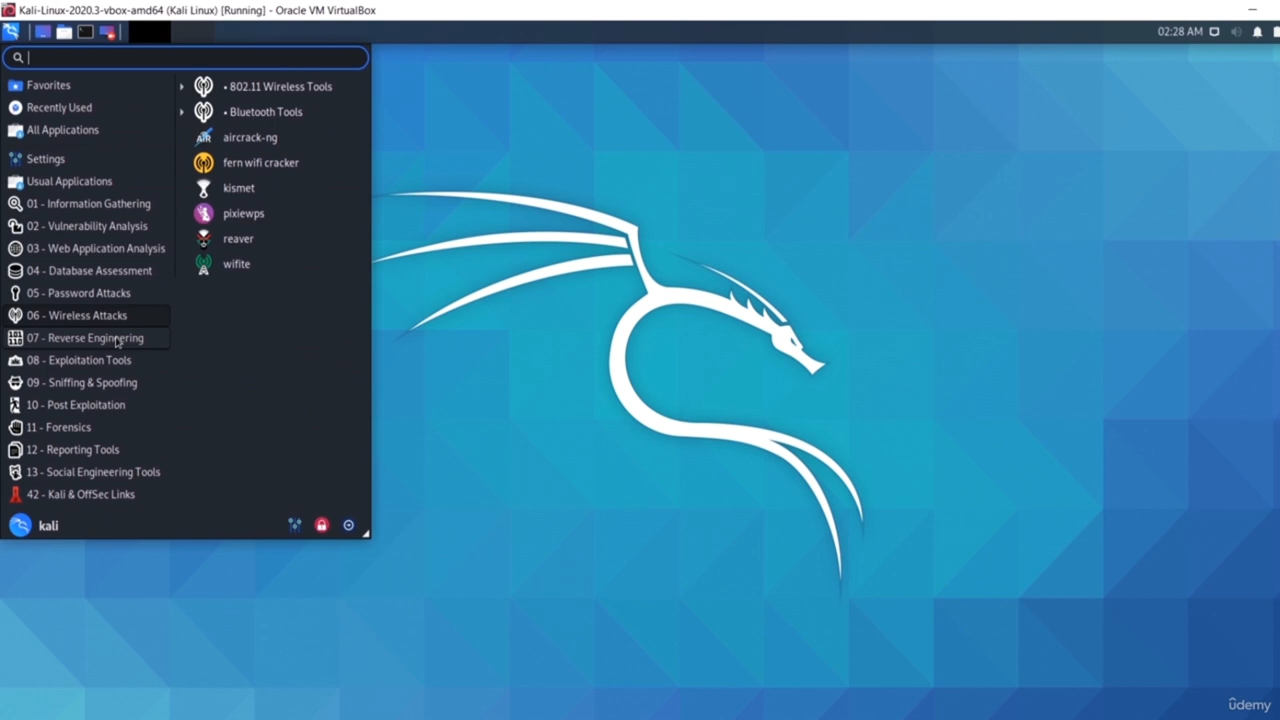 Kali-Linux-2020.3-vbox-amd64 (Kali Linux) [Running] - Oracle VM VirtualBox
02:28 AM
Favorites
Recently Used
All Applications
Settings
Usual Applications
01 - Information Gathering
02 - Vulnerability Analysis
03 - Web Application Analysis
04 - Database Assessment
05 - Password Attacks
06 - Wireless Attacks
07 - Reverse Engineering
08 - Exploitation Tools
09 - Sniffing & Spoofing
10 - Post Exploitation
11 - Forensics
12 - Reporting Tools
13 - Social Engineering Tools
42 - Kali & OffSec Links
• 802.11 Wireless Tools
• Bluetooth Tools
AIR
aircrack-ng
fern wifi cracker
kismet
pixiewps
reaver
wifite
kali
ûdemy